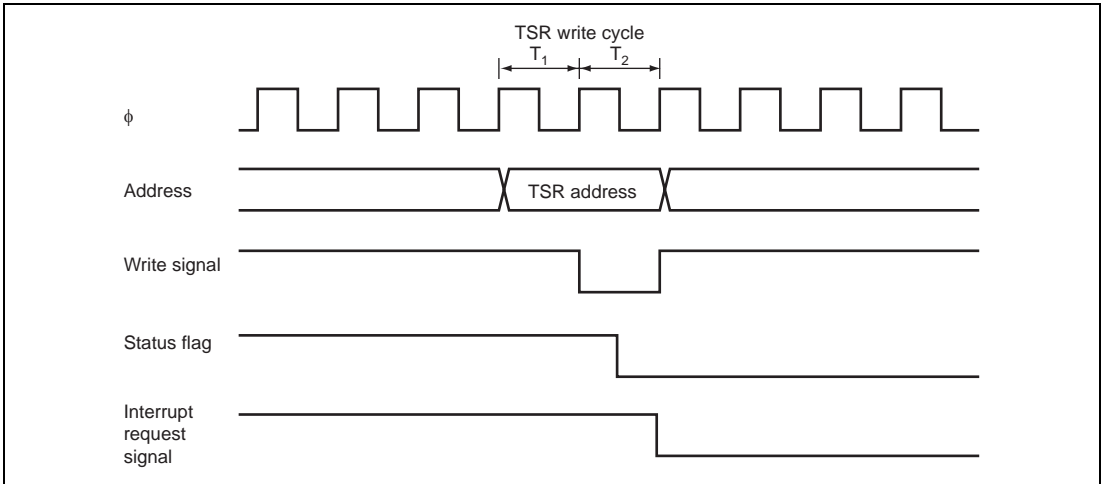 TSR write cycle
T₁ T₂
φ
Address
TSR address
Write signal
Status flag
Interrupt
request
signal